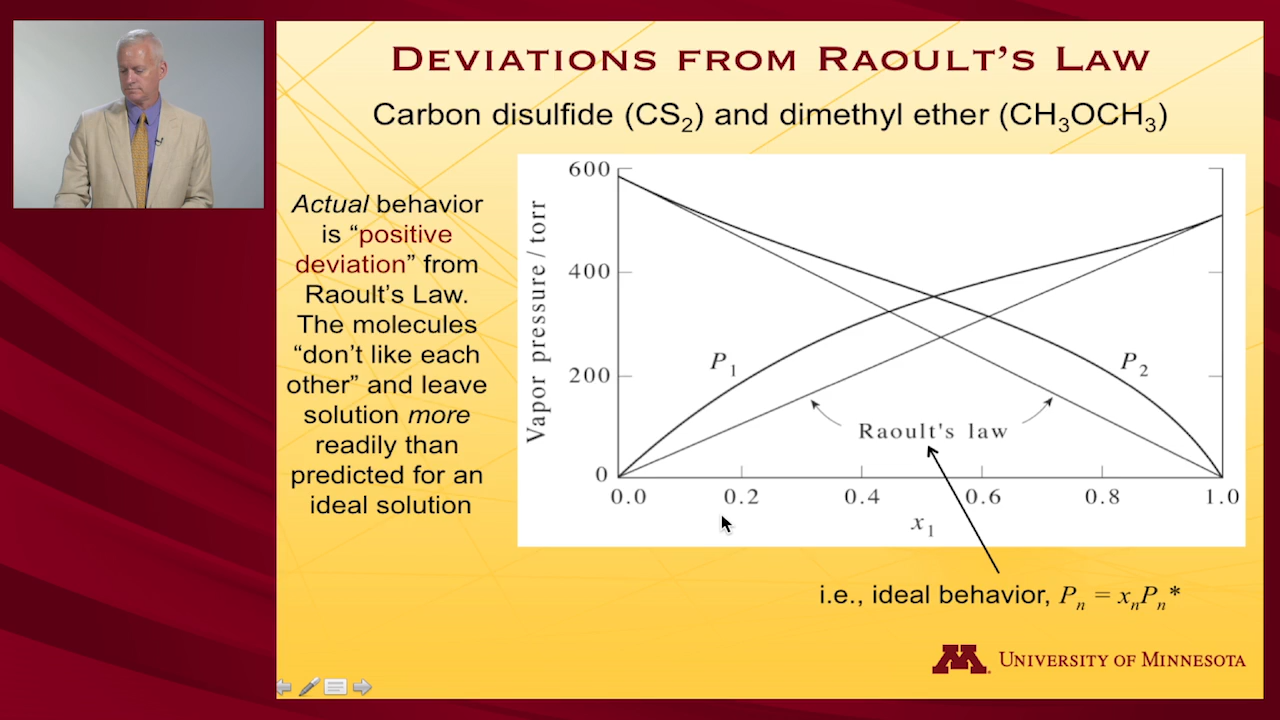 DEVIATIONS FROM RAOULT'S LAW
Carbon disulfide (CS₂) and dimethyl ether (CH₃OCH₃)
Actual behavior
is “positive
deviation” from
Raoult’s Law.
The molecules
“don’t like each
other” and leave
solution more
readily than
predicted for an
ideal solution
Vapor pressure / torr
600
400
200
0
P₁
P₂
Raoult's law
0.0 0.2 0.4 0.6 0.8 1.0
x₁
i.e., ideal behavior, Pₙ = xₙPₙ*
M
UNIVERSITY OF MINNESOTA